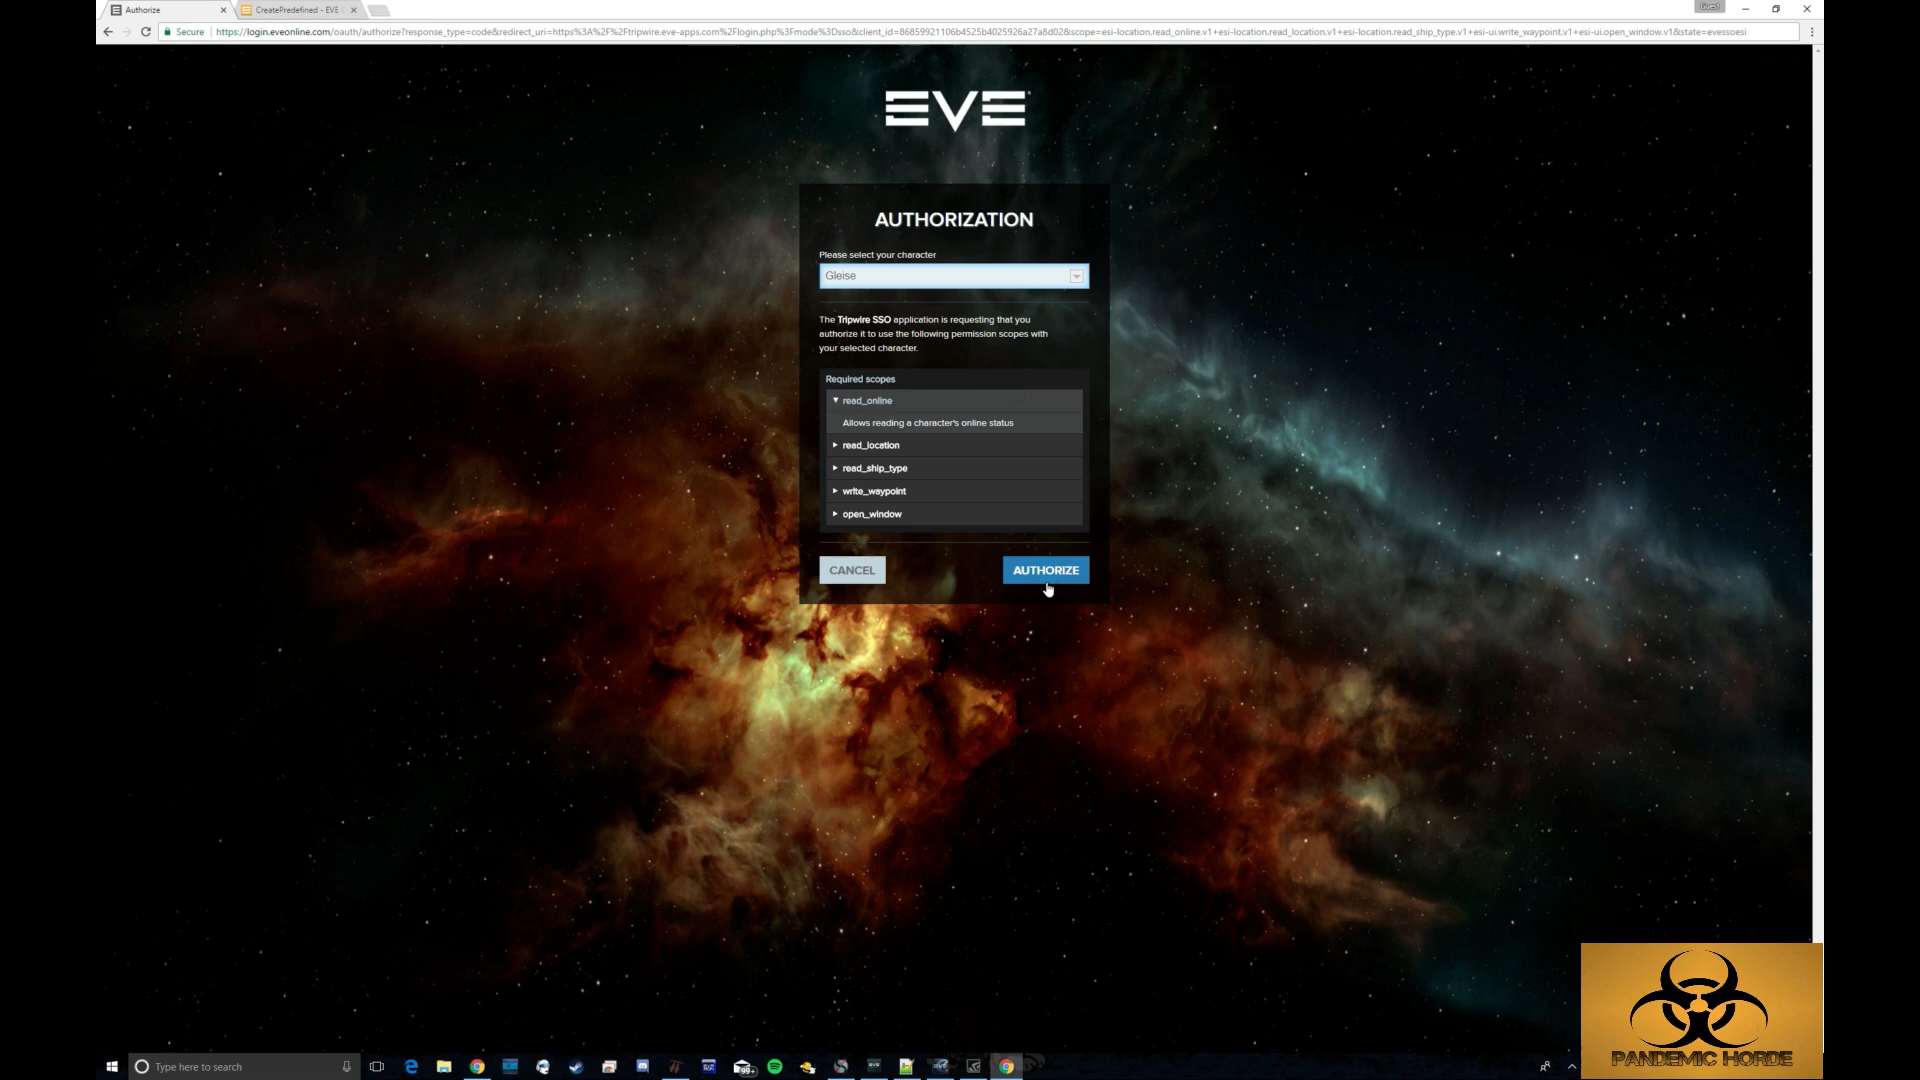 Authorize
CreatePredefined - EVE
Guest
Secure
https://login.eveonline.com/oauth/authorize?response_type=code&redirect_uri=https%3A%2F%2Ftripwire.eve-apps.com%2Flogin.php%3Fmode%3Dsso&client_id=86859921106b4525b4025926a27a8d02&scope=esi-location.read_online.v1+esi-location.read_location.v1+esi-location.read_ship_type.v1+esi-ui.write_waypoint.v1+esi-ui.open_window.v1&state=evessoesi
EVE
AUTHORIZATION
Please select your character
Gleise
The Tripwire SSO application is requesting that you
authorize it to use the following permission scopes with
your selected character.
Required scopes
read_online
Allows reading a character's online status
read_location
read_ship_type
write_waypoint
open_window
CANCEL
AUTHORIZE
PANDEMIC HORDE
Type here to search
99+